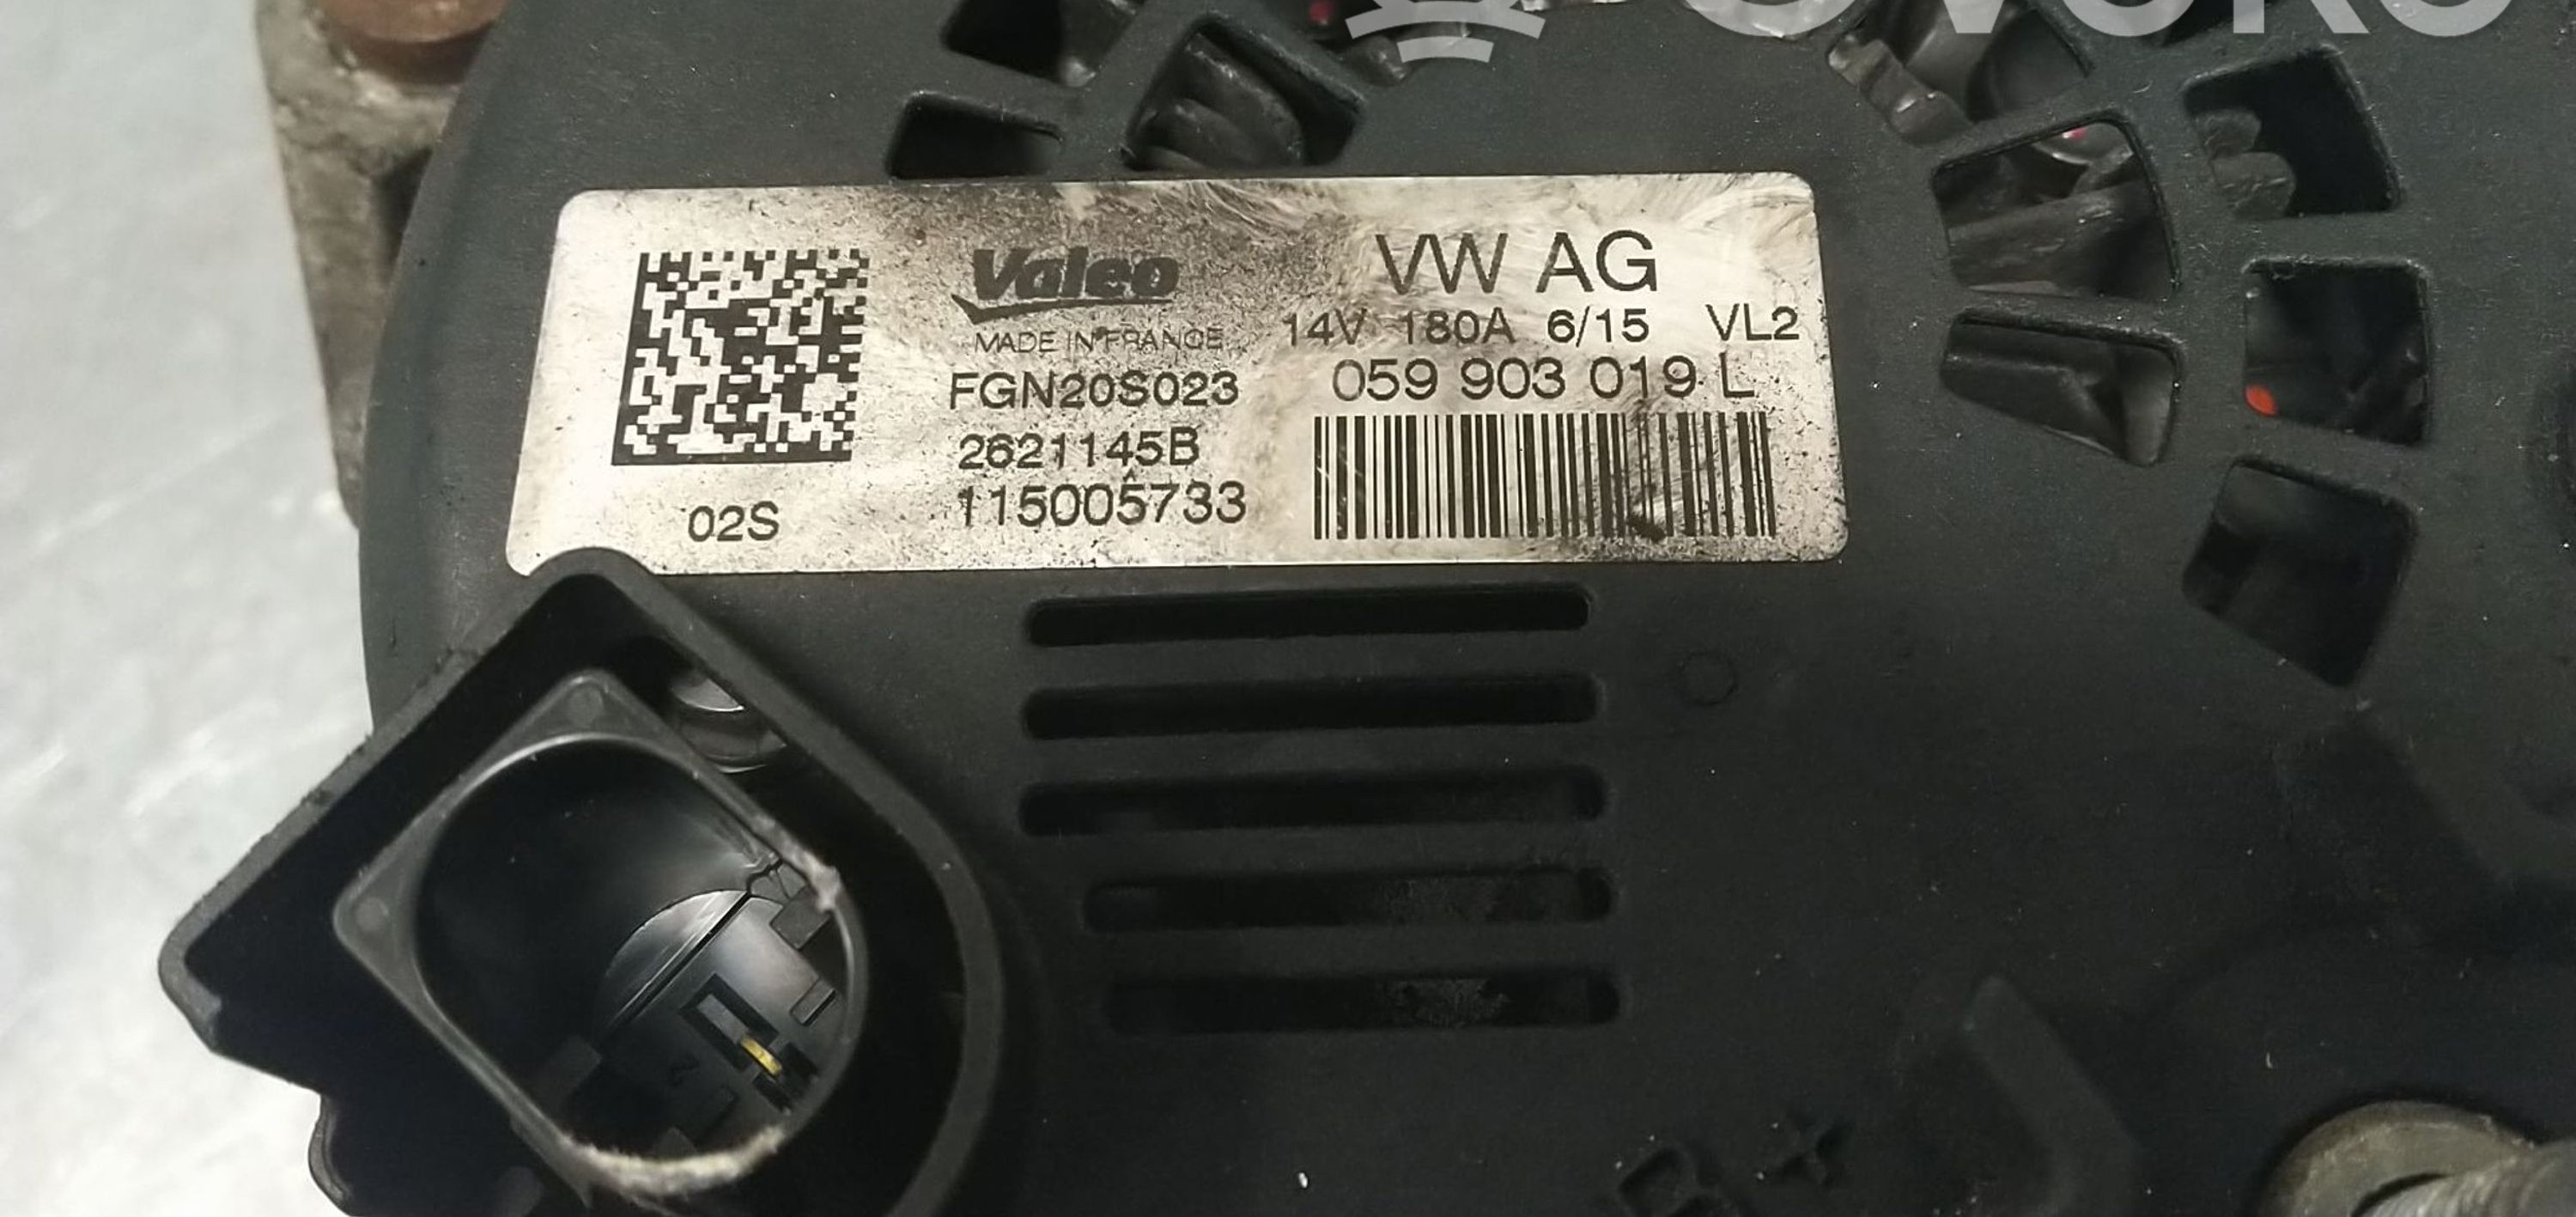 Valeo
MADE IN FRANCE
FGN20S023
2621145B
115005733
02S
VW AG
14V 180A 6/15 VL2
059 903 019 L
B+